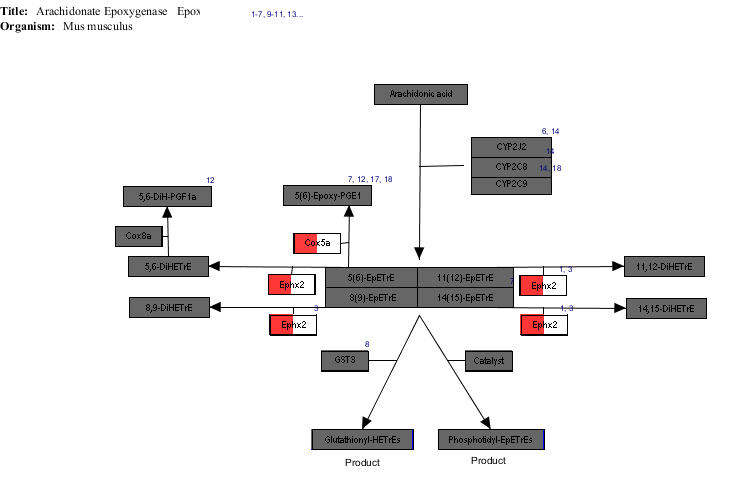 Title: Arachidonate Epoxygenase Epox
1-7, 9-11, 13...
Organism: Mus musculus
Arachidonic acid
6, 14
CYP2J2
14
CYP2C8
14, 18
CYP2C9
12
5,6-DiH-PGF1a
7, 12, 17, 18
5(6)-Epoxy-PGE1
Cox8a
Cox5a
5,6-DiHETrE
5(6)-EpETrE
11(12)-EpETrE
1, 3
11,12-DiHETrE
Ephx2
7
Ephx2
8,9-DiHETrE
8(9)-EpETrE
14(15)-EpETrE
14,15-DiHETrE
3
Ephx2
1, 3
Ephx2
8
GST3
Catalyst
Glutathionyl-HETrEs
Phosphotidyl-EpETrEs
Product
Product